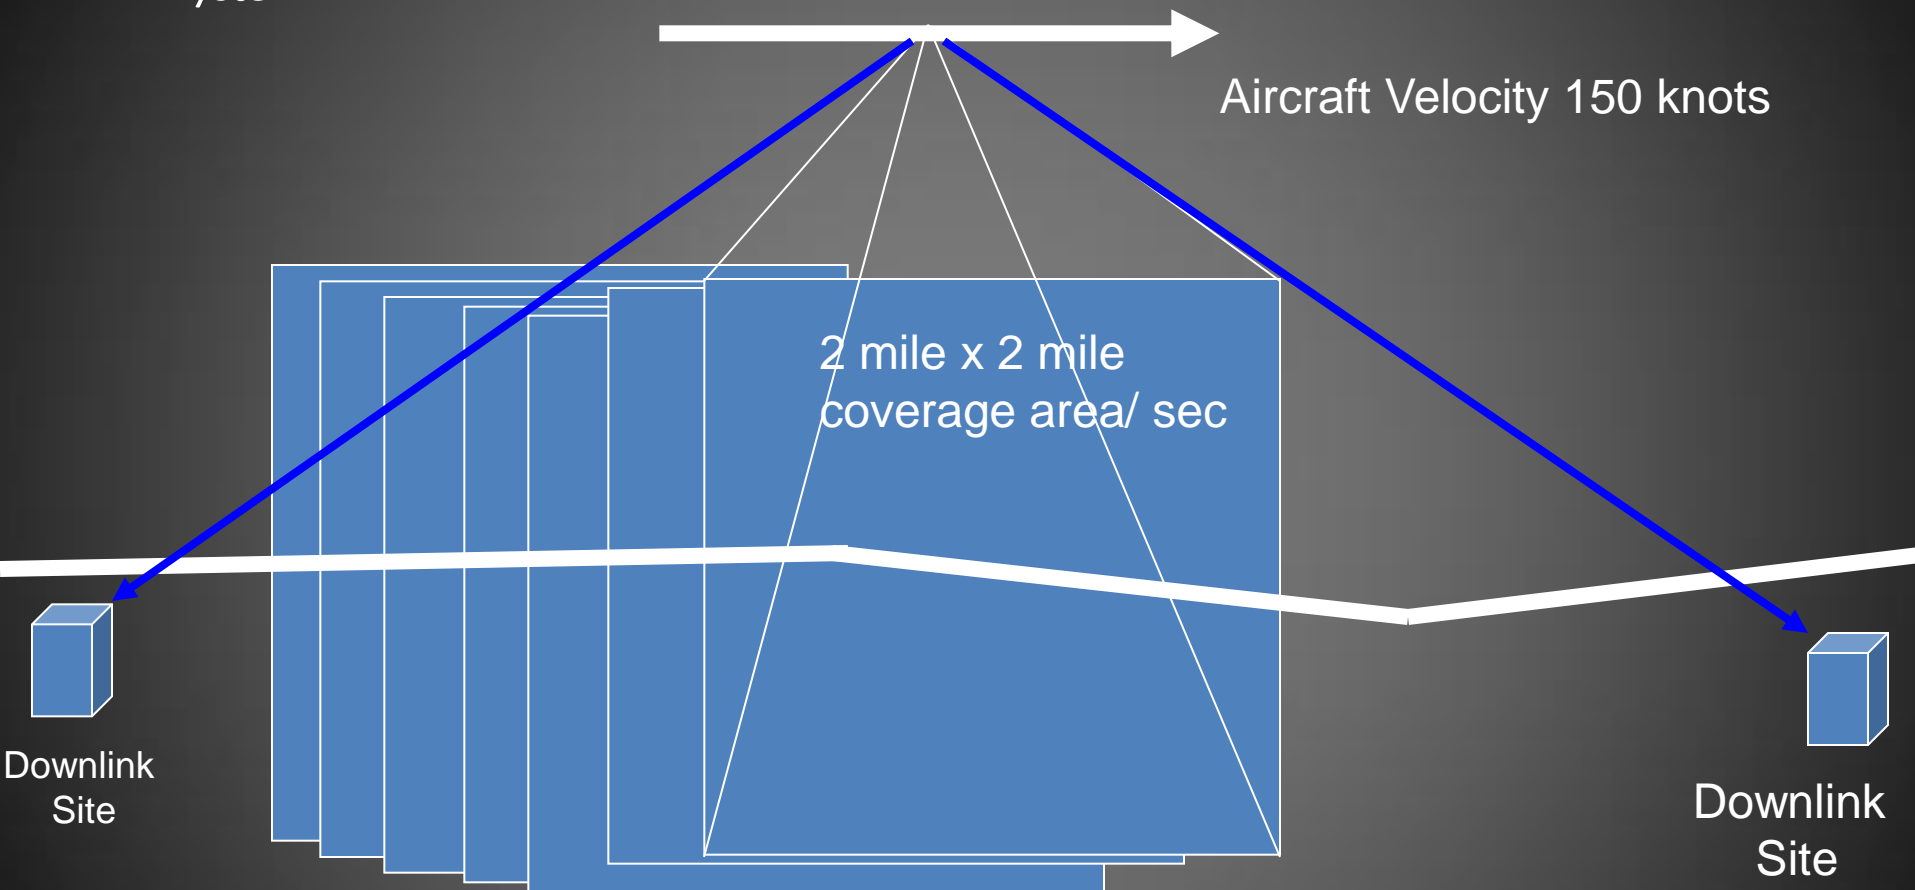 Aircraft Velocity 150 knots
2 mile x 2 mile
coverage area/ sec
Downlink
Site
Downlink
Site